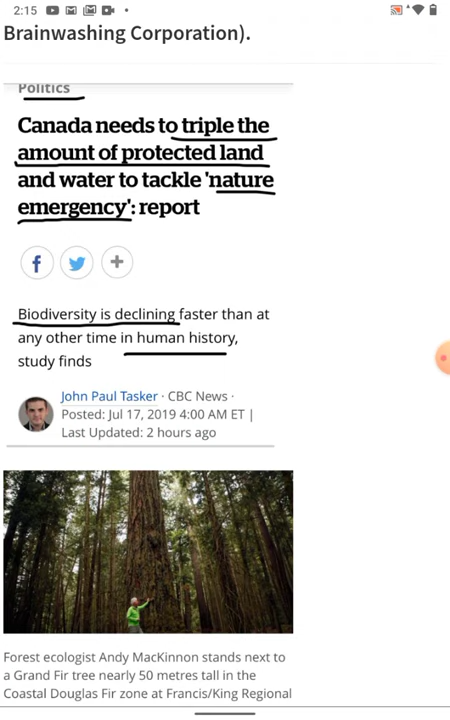 2:15
Brainwashing Corporation).
Politics
Canada needs to triple the
amount of protected land
and water to tackle 'nature
emergency': report
Biodiversity is declining faster than at
any other time in human history,
study finds
John Paul Tasker · CBC News ·
Posted: Jul 17, 2019 4:00 AM ET |
Last Updated: 2 hours ago
Forest ecologist Andy MacKinnon stands next to
a Grand Fir tree nearly 50 metres tall in the
Coastal Douglas Fir zone at Francis/King Regional